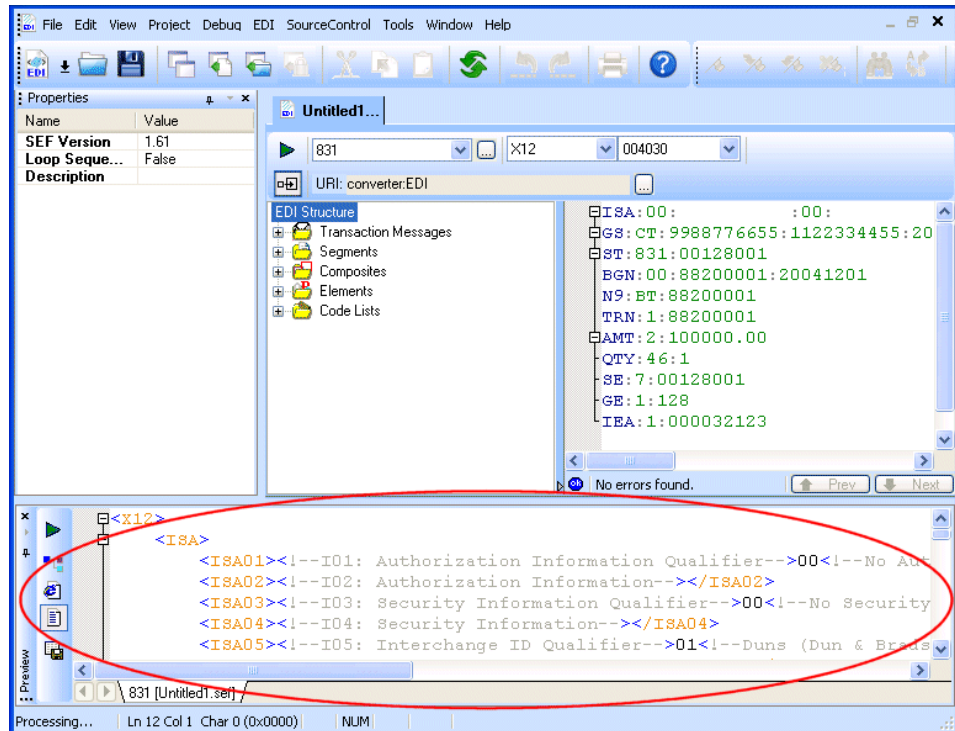 File Edit View Project Debug EDI SourceControl Tools Window Help
EDI
Properties
Name Value
SEF Version 1.61
Loop Seque... False
Description
Untitled1...
831 ... X12 004030
URI: converter:EDI ...
EDI Structure
Transaction Messages
Segments
Composites
Elements
Code Lists
ISA:00: :00:
GS:CT:9988776655:1122334455:20
ST:831:00128001
BGN:00:88200001:20041201
N9:BT:88200001
TRN:1:88200001
AMT:2:100000.00
QTY:46:1
SE:7:00128001
GE:1:128
IEA:1:000032123
ok No errors found. Prev Next
<X12>
<ISA>
<ISA01><!--I01: Authorization Information Qualifier-->00<!--No Aut
<ISA02><!--I02: Authorization Information--></ISA02>
<ISA03><!--I03: Security Information Qualifier-->00<!--No Security
<ISA04><!--I04: Security Information--></ISA04>
<ISA05><!--I05: Interchange ID Qualifier-->01<!--Duns (Dun & Brads
Preview
831 [Untitled1.sef]
Processing... Ln 12 Col 1 Char 0 (0x0000) NUM